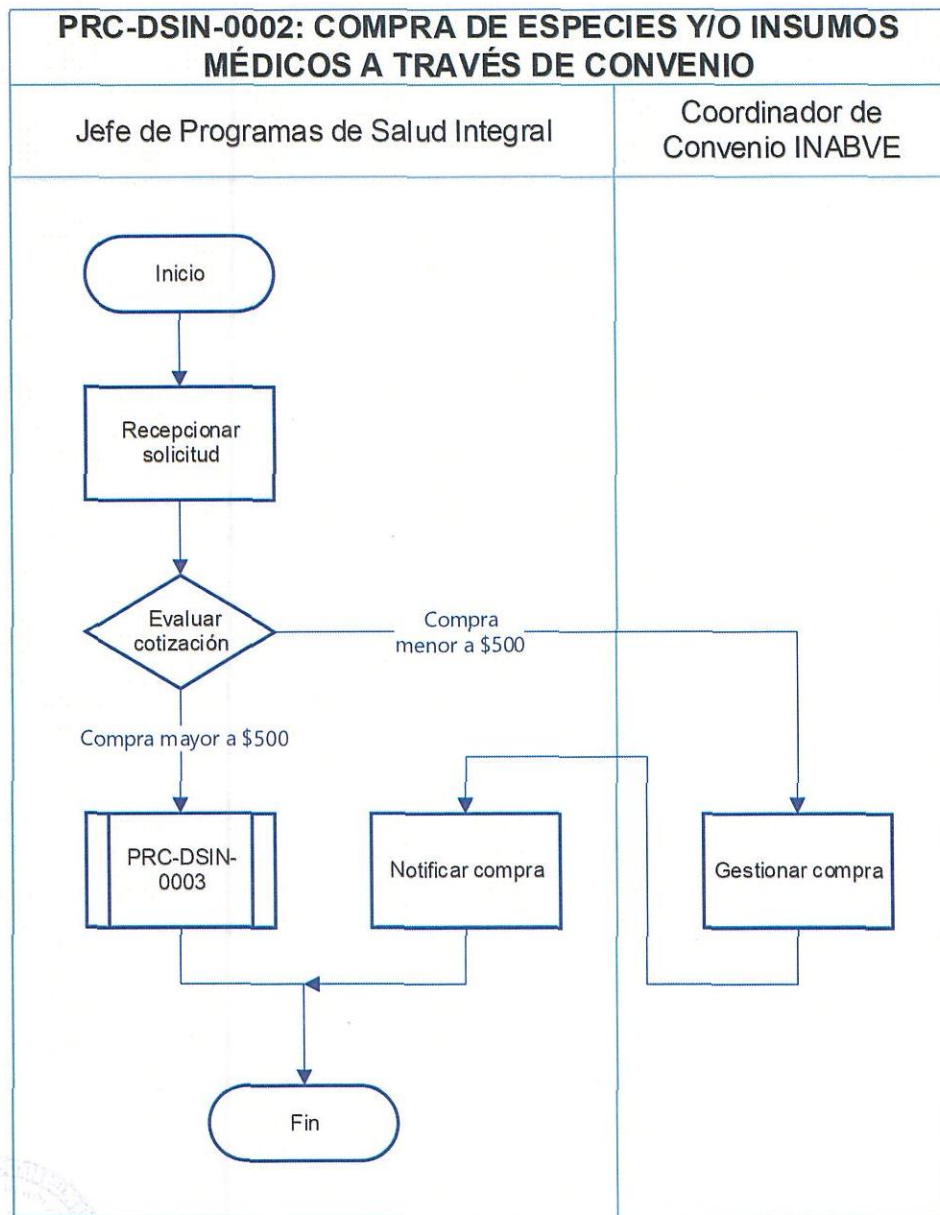 PRC-DSIN-0002: COMPRA DE ESPECIES Y/O INSUMOS
MÉDICOS A TRAVÉS DE CONVENIO
Jefe de Programas de Salud Integral
Coordinador de
Convenio INABVE
Inicio
Recepcionar
solicitud
Evaluar
cotización
Compra
menor a $500
Compra mayor a $500
PRC-DSIN-
0003
Notificar compra
Gestionar compra
Fin